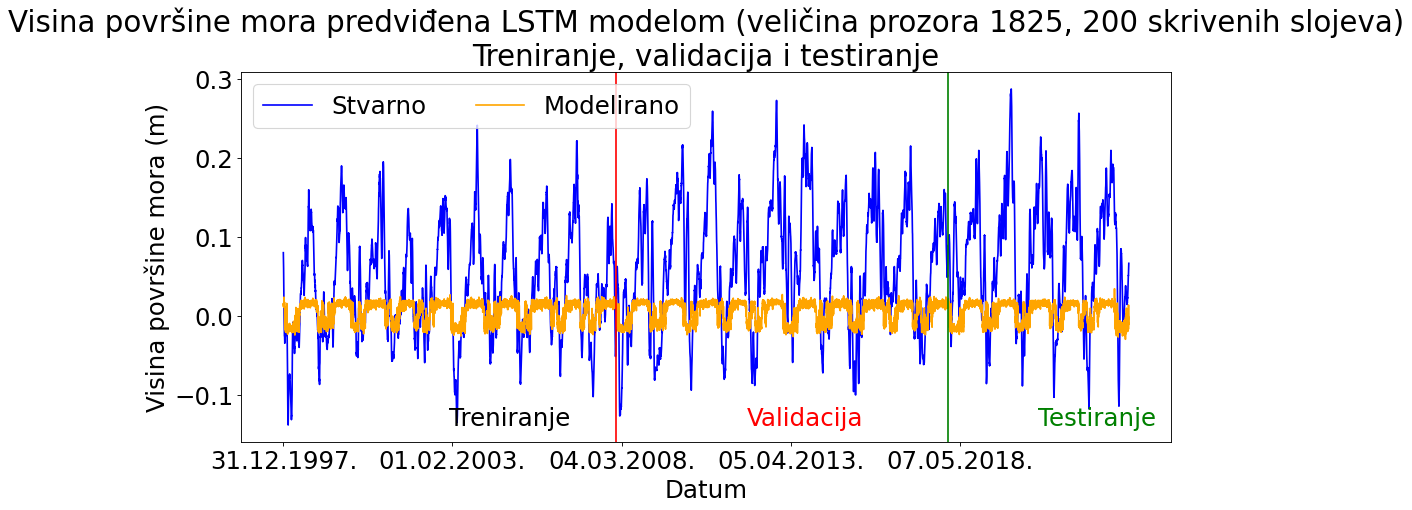 Visina površine mora predviđena LSTM modelom (veličina prozora 1825, 200 skrivenih slojeva)
Treniranje, validacija i testiranje
Stvarno Modelirano
Visina površine mora (m)
0.3
0.2
0.1
0.0
−0.1
Treniranje Validacija Testiranje
31.12.1997. 01.02.2003. 04.03.2008. 05.04.2013. 07.05.2018.
Datum